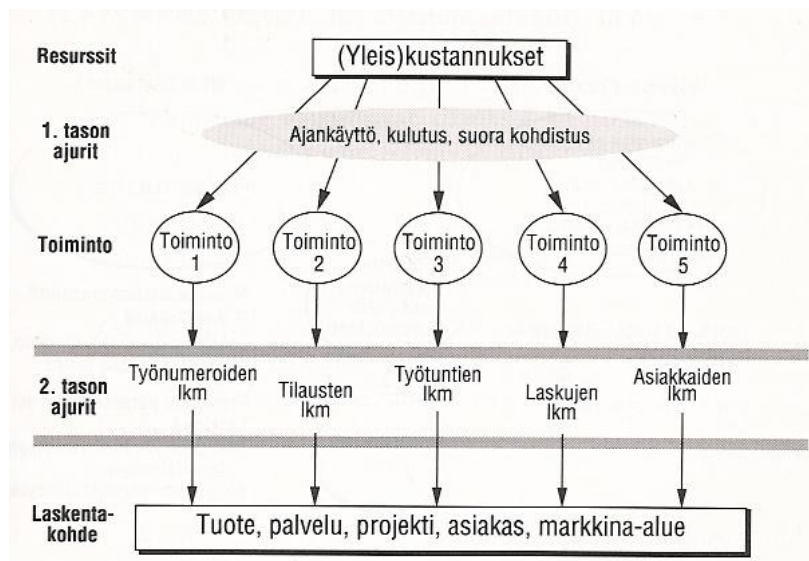 Resurssit
(Yleis)kustannukset
1. tason
ajurit
Ajankäyttö, kulutus, suora kohdistus
Toiminto
Toiminto
1
Toiminto
2
Toiminto
3
Toiminto
4
Toiminto
5
2. tason
ajurit
Työnumeroiden
lkm
Tilausten
lkm
Työtuntien
lkm
Laskujen
lkm
Asiakkaiden
lkm
Laskenta-
kohde
Tuote, palvelu, projekti, asiakas, markkina-alue